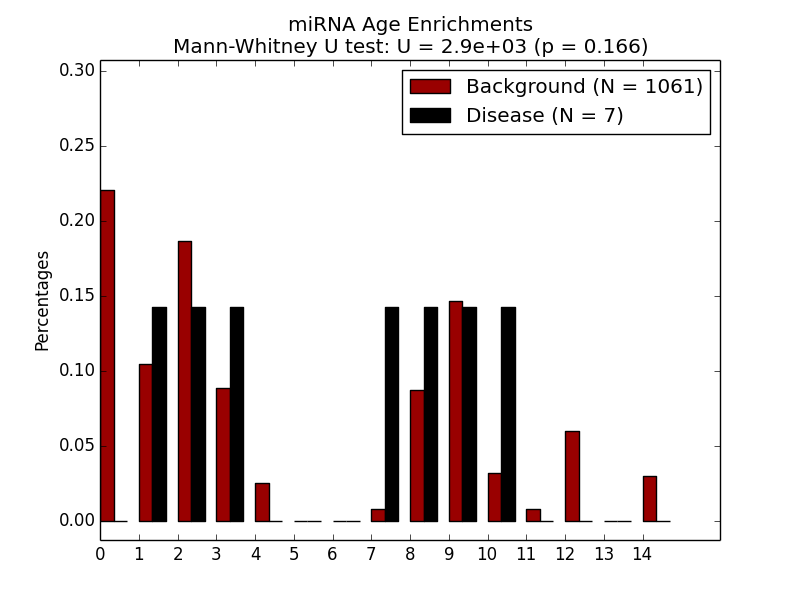 miRNA Age Enrichments
Mann-Whitney U test: U = 2.9e+03 (p = 0.166)
Background (N = 1061)
Disease (N = 7)
Percentages
0.30
0.25
0.20
0.15
0.10
0.05
0.00
0 1 2 3 4 5 6 7 8 9 10 11 12 13 14